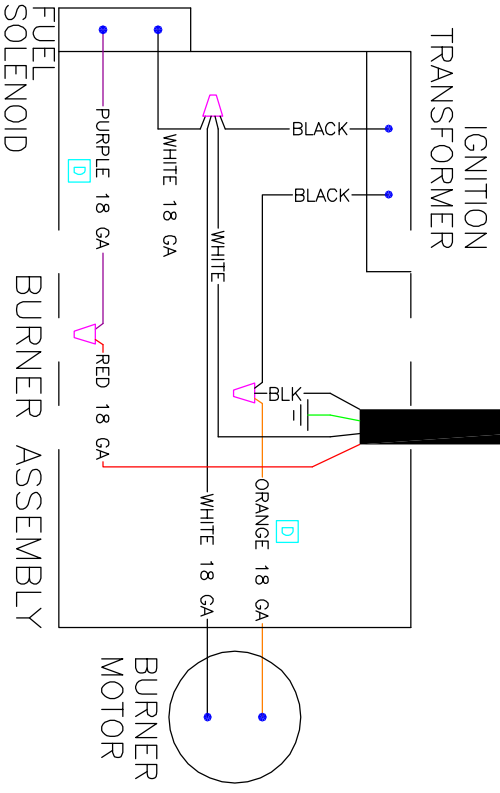 FUEL
SOLENOID
IGNITION
TRANSFORMER
BLACK
BLACK
PURPLE 18 GA
D
WHITE 18 GA
WHITE
BLK
RED 18 GA
ORANGE 18 GA
D
WHITE 18 GA
BURNER ASSEMBLY
BURNER
MOTOR